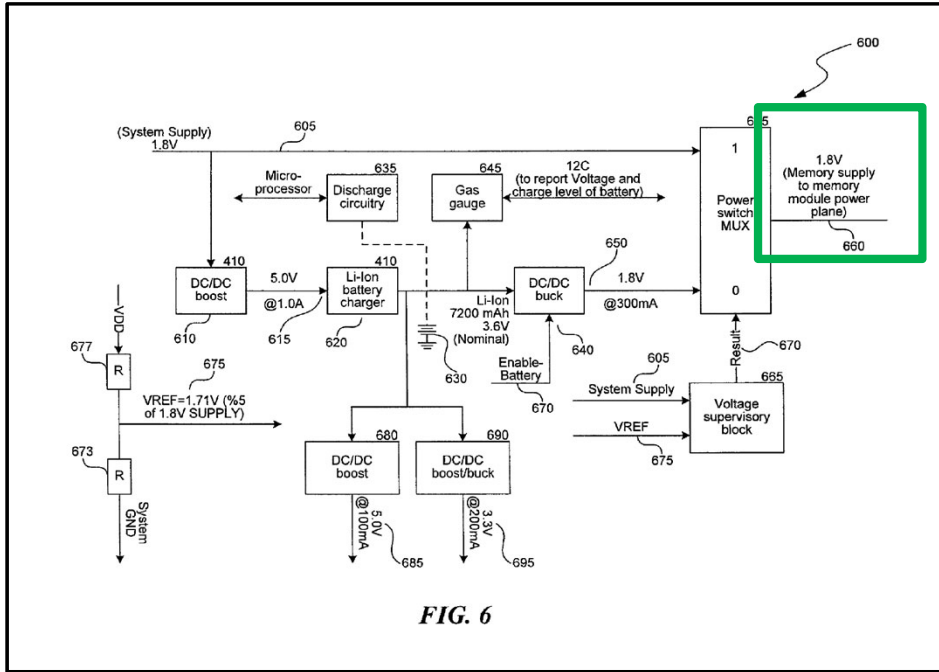 600
(System Supply)
1.8V
605
Micro-
processor
635
Discharge
circuitry
645
Gas
gauge
12C
(to report Voltage and
charge level of battery)
1
Power
switch
MUX
0
1.8V
(Memory supply
to memory
module power
plane)
660
410
DC/DC
boost
610
5.0V
@1.0A
615
410
Li-Ion
battery
charger
620
630
Li-Ion
7200 mAh
3.6V
(Nominal)
DC/DC
buck
640
650
1.8V
@300mA
Enable-
Battery
670
Result
670
605
System Supply
VREF
675
665
Voltage
supervisory
block
VDD
677
R
675
VREF=1.71V (%5
of 1.8V SUPPLY)
673
R
System
GND
680
DC/DC
boost
5.0V
@100mA
685
690
DC/DC
boost/buck
3.3V
@200mA
695
FIG. 6